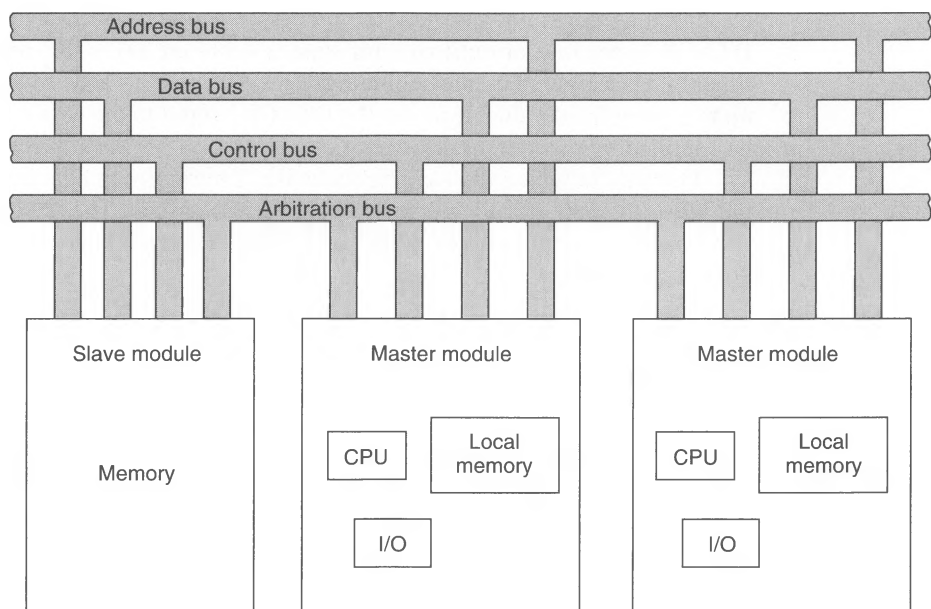 Address bus
Data bus
Control bus
Arbitration bus
Slave module
Memory
Master module
CPU
Local
memory
I/O
Master module
CPU
Local
memory
I/O